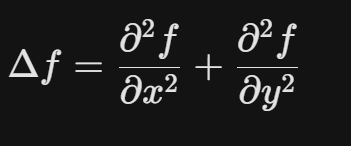 Δf = ∂²f/∂x² + ∂²f/∂y²